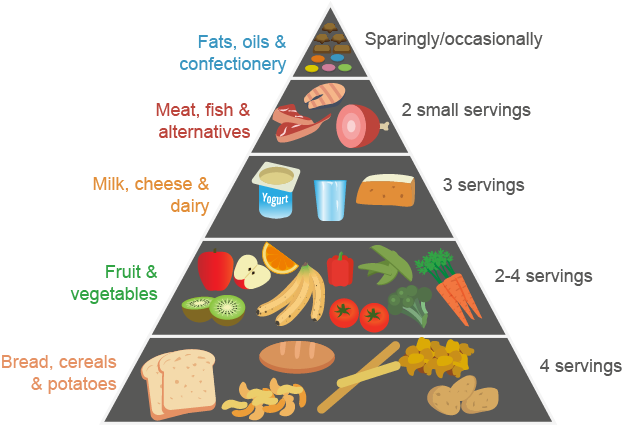 Fats, oils &
confectionery
Sparingly/occasionally
Meat, fish &
alternatives
2 small servings
Milk, cheese &
dairy
Yogurt
3 servings
Fruit &
vegetables
2-4 servings
Bread, cereals
& potatoes
4 servings